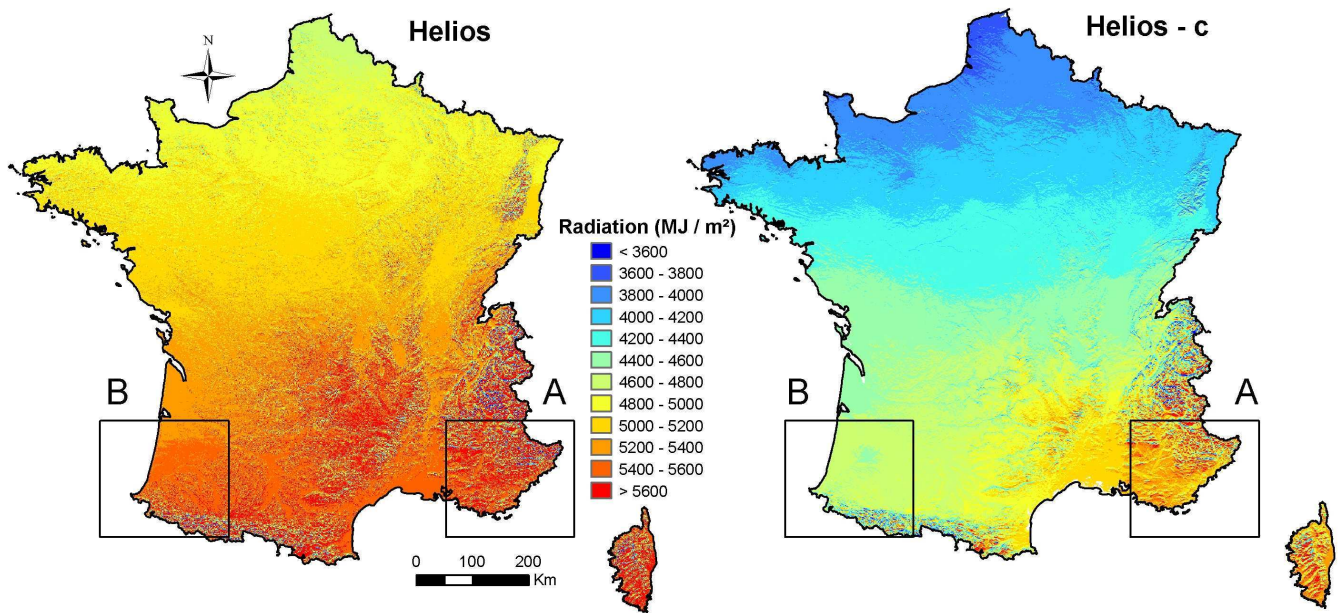 Helios
Helios - c
N
Radiation (MJ / m²)
< 3600
3600 - 3800
3800 - 4000
4000 - 4200
4200 - 4400
4400 - 4600
4600 - 4800
4800 - 5000
5000 - 5200
5200 - 5400
5400 - 5600
> 5600
B
A
B
A
0 50 100 200
Km